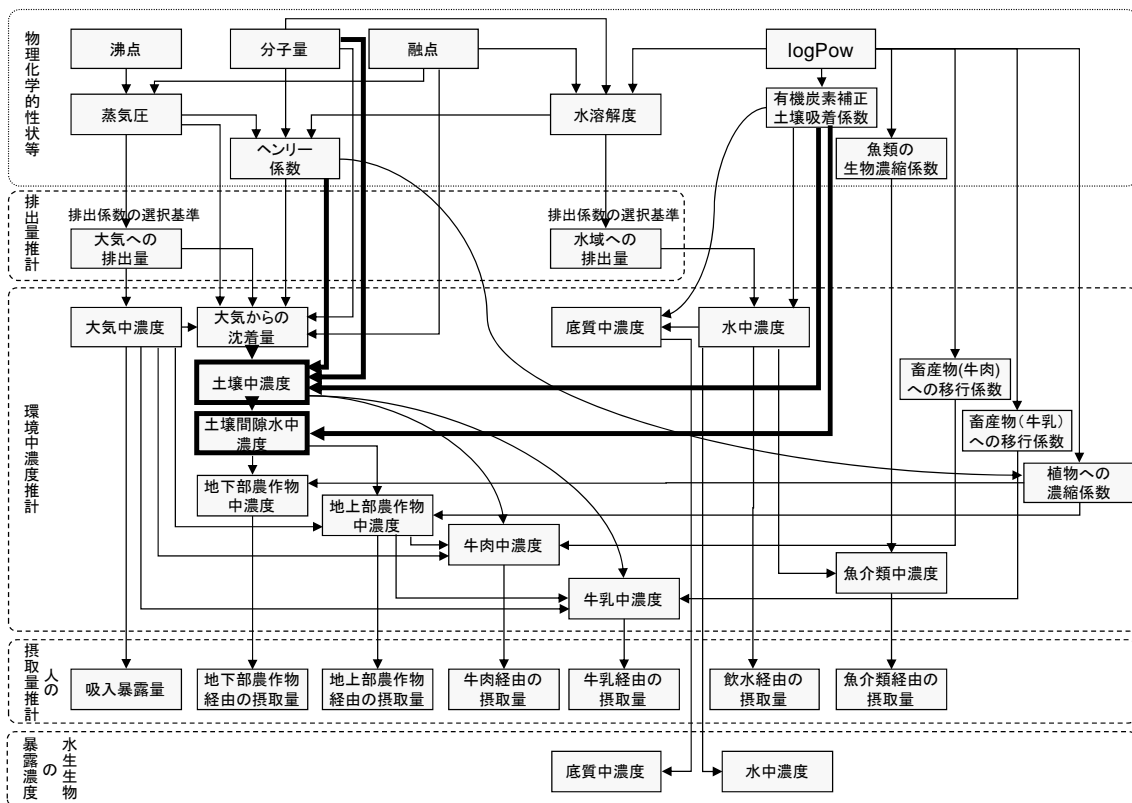 物理化学的性状等
沸点
分子量
融点
logPow
蒸気圧
水溶解度
有機炭素補正
土壌吸着係数
ヘンリー
係数
魚類の
生物濃縮係数
排出量推計
排出係数の選択基準
大気への
排出量
排出係数の選択基準
水域への
排出量
環境中濃度推計
大気中濃度
大気からの
沈着量
底質中濃度
水中濃度
土壌中濃度
畜産物(牛肉)
への移行係数
土壌間隙水中
濃度
畜産物(牛乳)
への移行係数
地下部農作物
中濃度
植物への
濃縮係数
地上部農作物
中濃度
牛肉中濃度
魚介類中濃度
牛乳中濃度
人の
摂取量推計
吸入暴露量
地下部農作物
経由の摂取量
地上部農作物
経由の摂取量
牛肉経由の
摂取量
牛乳経由の
摂取量
飲水経由の
摂取量
魚介類経由の
摂取量
水生生物
の
暴露濃度
底質中濃度
水中濃度